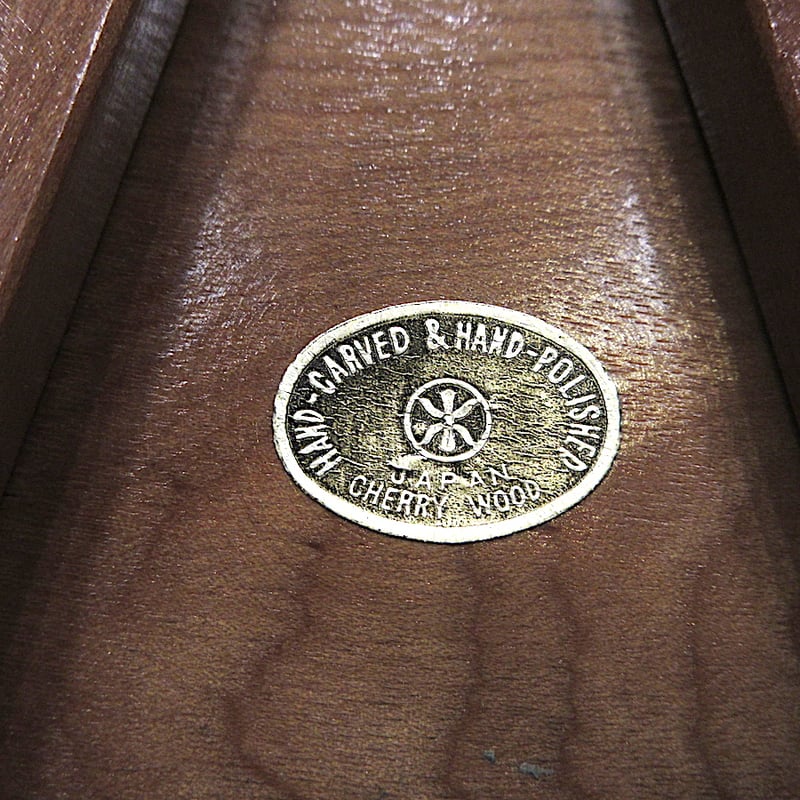 HAND-CARVED & HAND-POLISHED
JAPAN
CHERRY WOOD